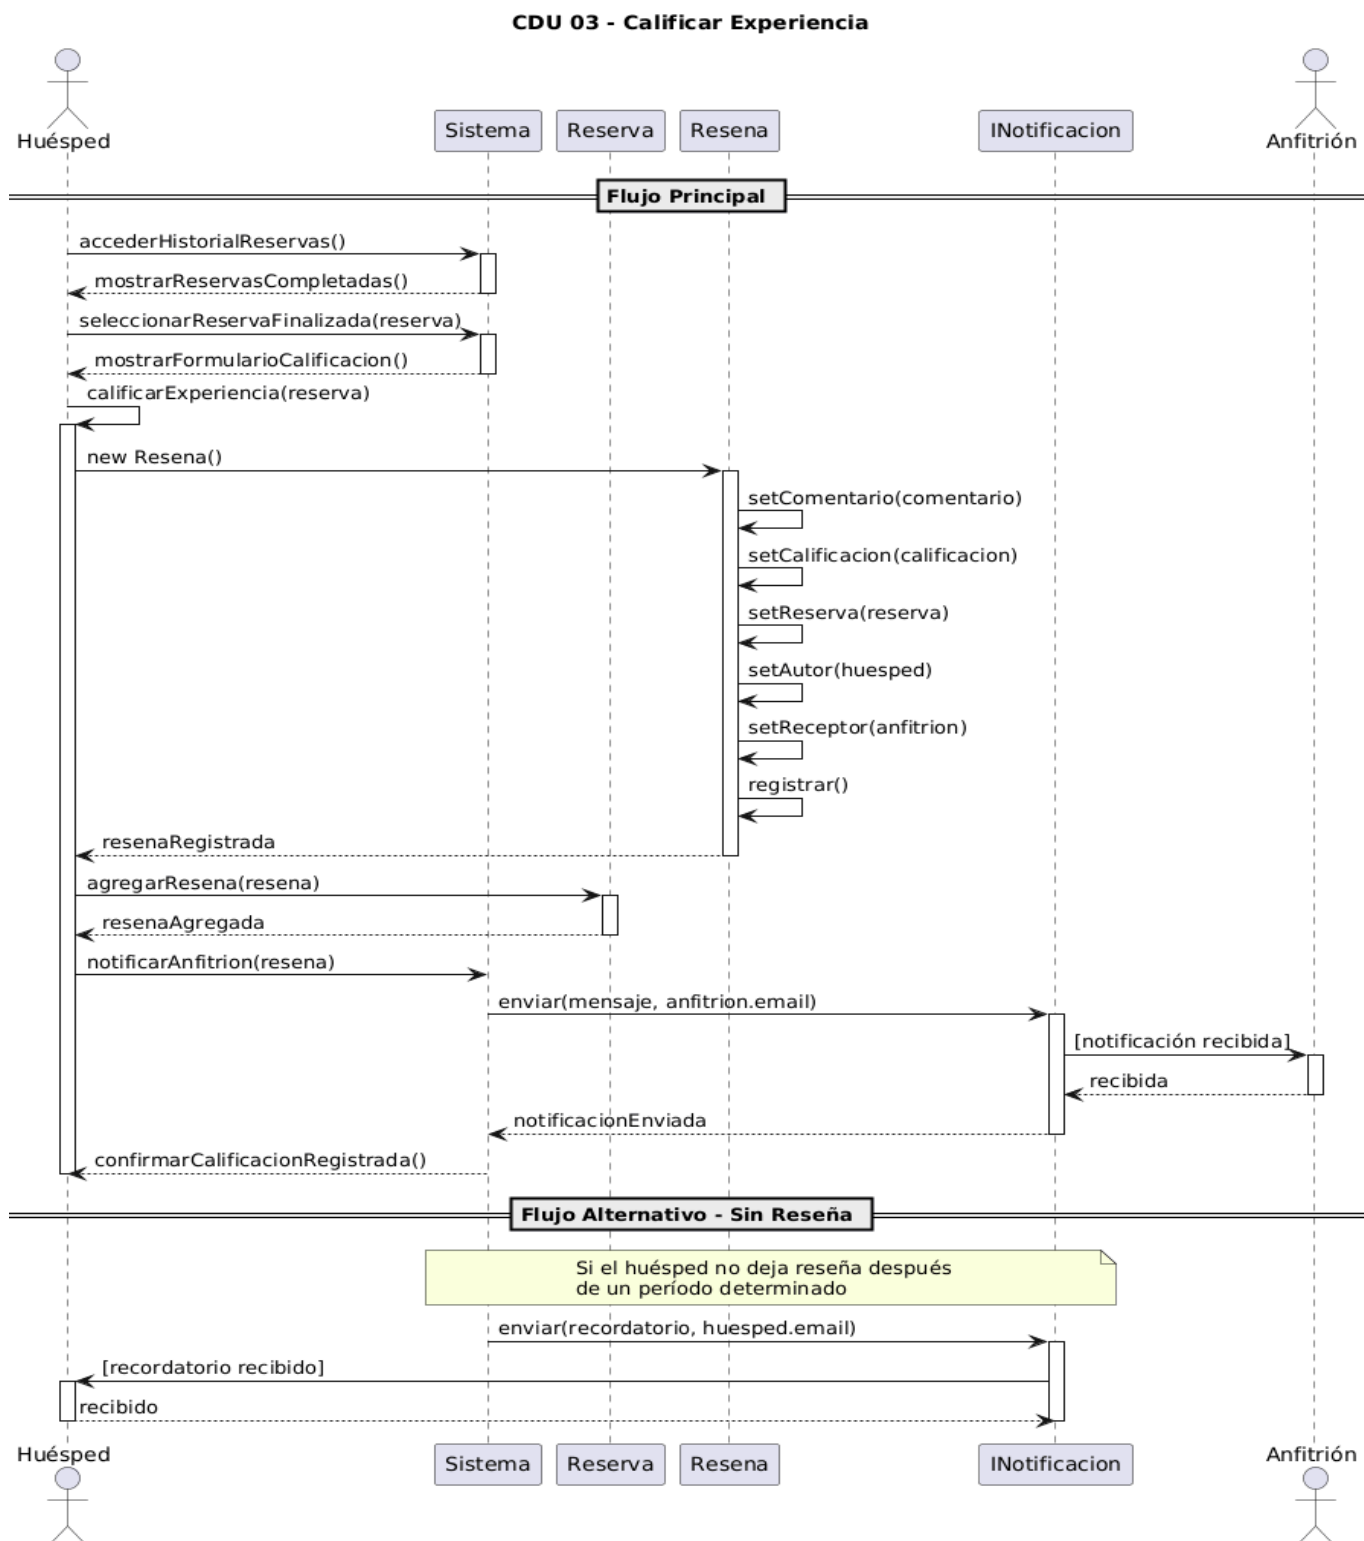 CDU 03 - Calificar Experiencia
Huésped
Sistema
Reserva
Resena
INotificacion
Anfitrión
Flujo Principal
accederHistorialReservas()
mostrarReservasCompletadas()
seleccionarReservaFinalizada(reserva)
mostrarFormularioCalificacion()
calificarExperiencia(reserva)
new Resena()
setComentario(comentario)
setCalificacion(calificacion)
setReserva(reserva)
setAutor(huesped)
setReceptor(anfitrion)
registrar()
resenaRegistrada
agregarResena(resena)
resenaAgregada
notificarAnfitrion(resena)
enviar(mensaje, anfitrion.email)
[notificación recibida]
recibida
notificacionEnviada
confirmarCalificacionRegistrada()
Flujo Alternativo - Sin Reseña
Si el huésped no deja reseña después
de un período determinado
enviar(recordatorio, huesped.email)
[recordatorio recibido]
recibido
Huésped
Sistema
Reserva
Resena
INotificacion
Anfitrión